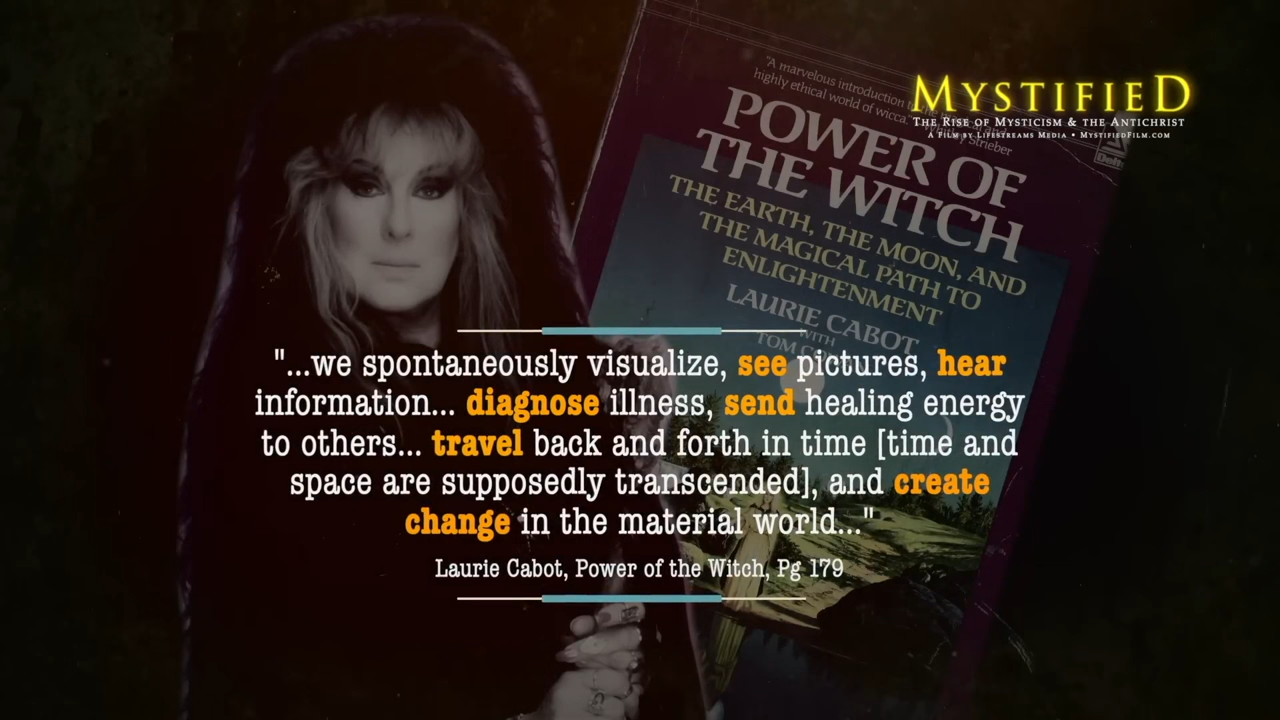 "A marvelous introduction to the
highly ethical world of wicca."
Strieber
MYSTIFIED
THE RISE OF MYSTICISM & THE ANTICHRIST
A FILM BY LIFESTREAMS MEDIA • MYSTIFIEDFILM.COM
Dell
POWER OF
THE WITCH
THE EARTH, THE MOON, AND
THE MAGICAL PATH TO
ENLIGHTENMENT
LAURIE CABOT
WITH
TOM
"...we spontaneously visualize, see pictures, hear
information... diagnose illness, send healing energy
to others... travel back and forth in time [time and
space are supposedly transcended], and create
change in the material world..."
Laurie Cabot, Power of the Witch, Pg 179